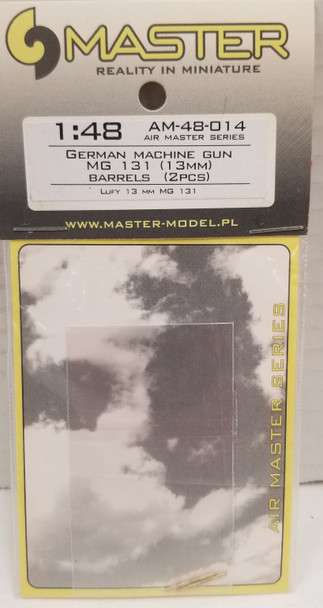 MASTER
REALITY IN MINIATURE
1:48 AM-48-014
AIR MASTER SERIES
GERMAN MACHINE GUN
MG 131 (13MM)
BARRELS (2PCS)
LUFY 13 MM MG 131
WWW.MASTER-MODEL.PL
AIR MASTER SERIES